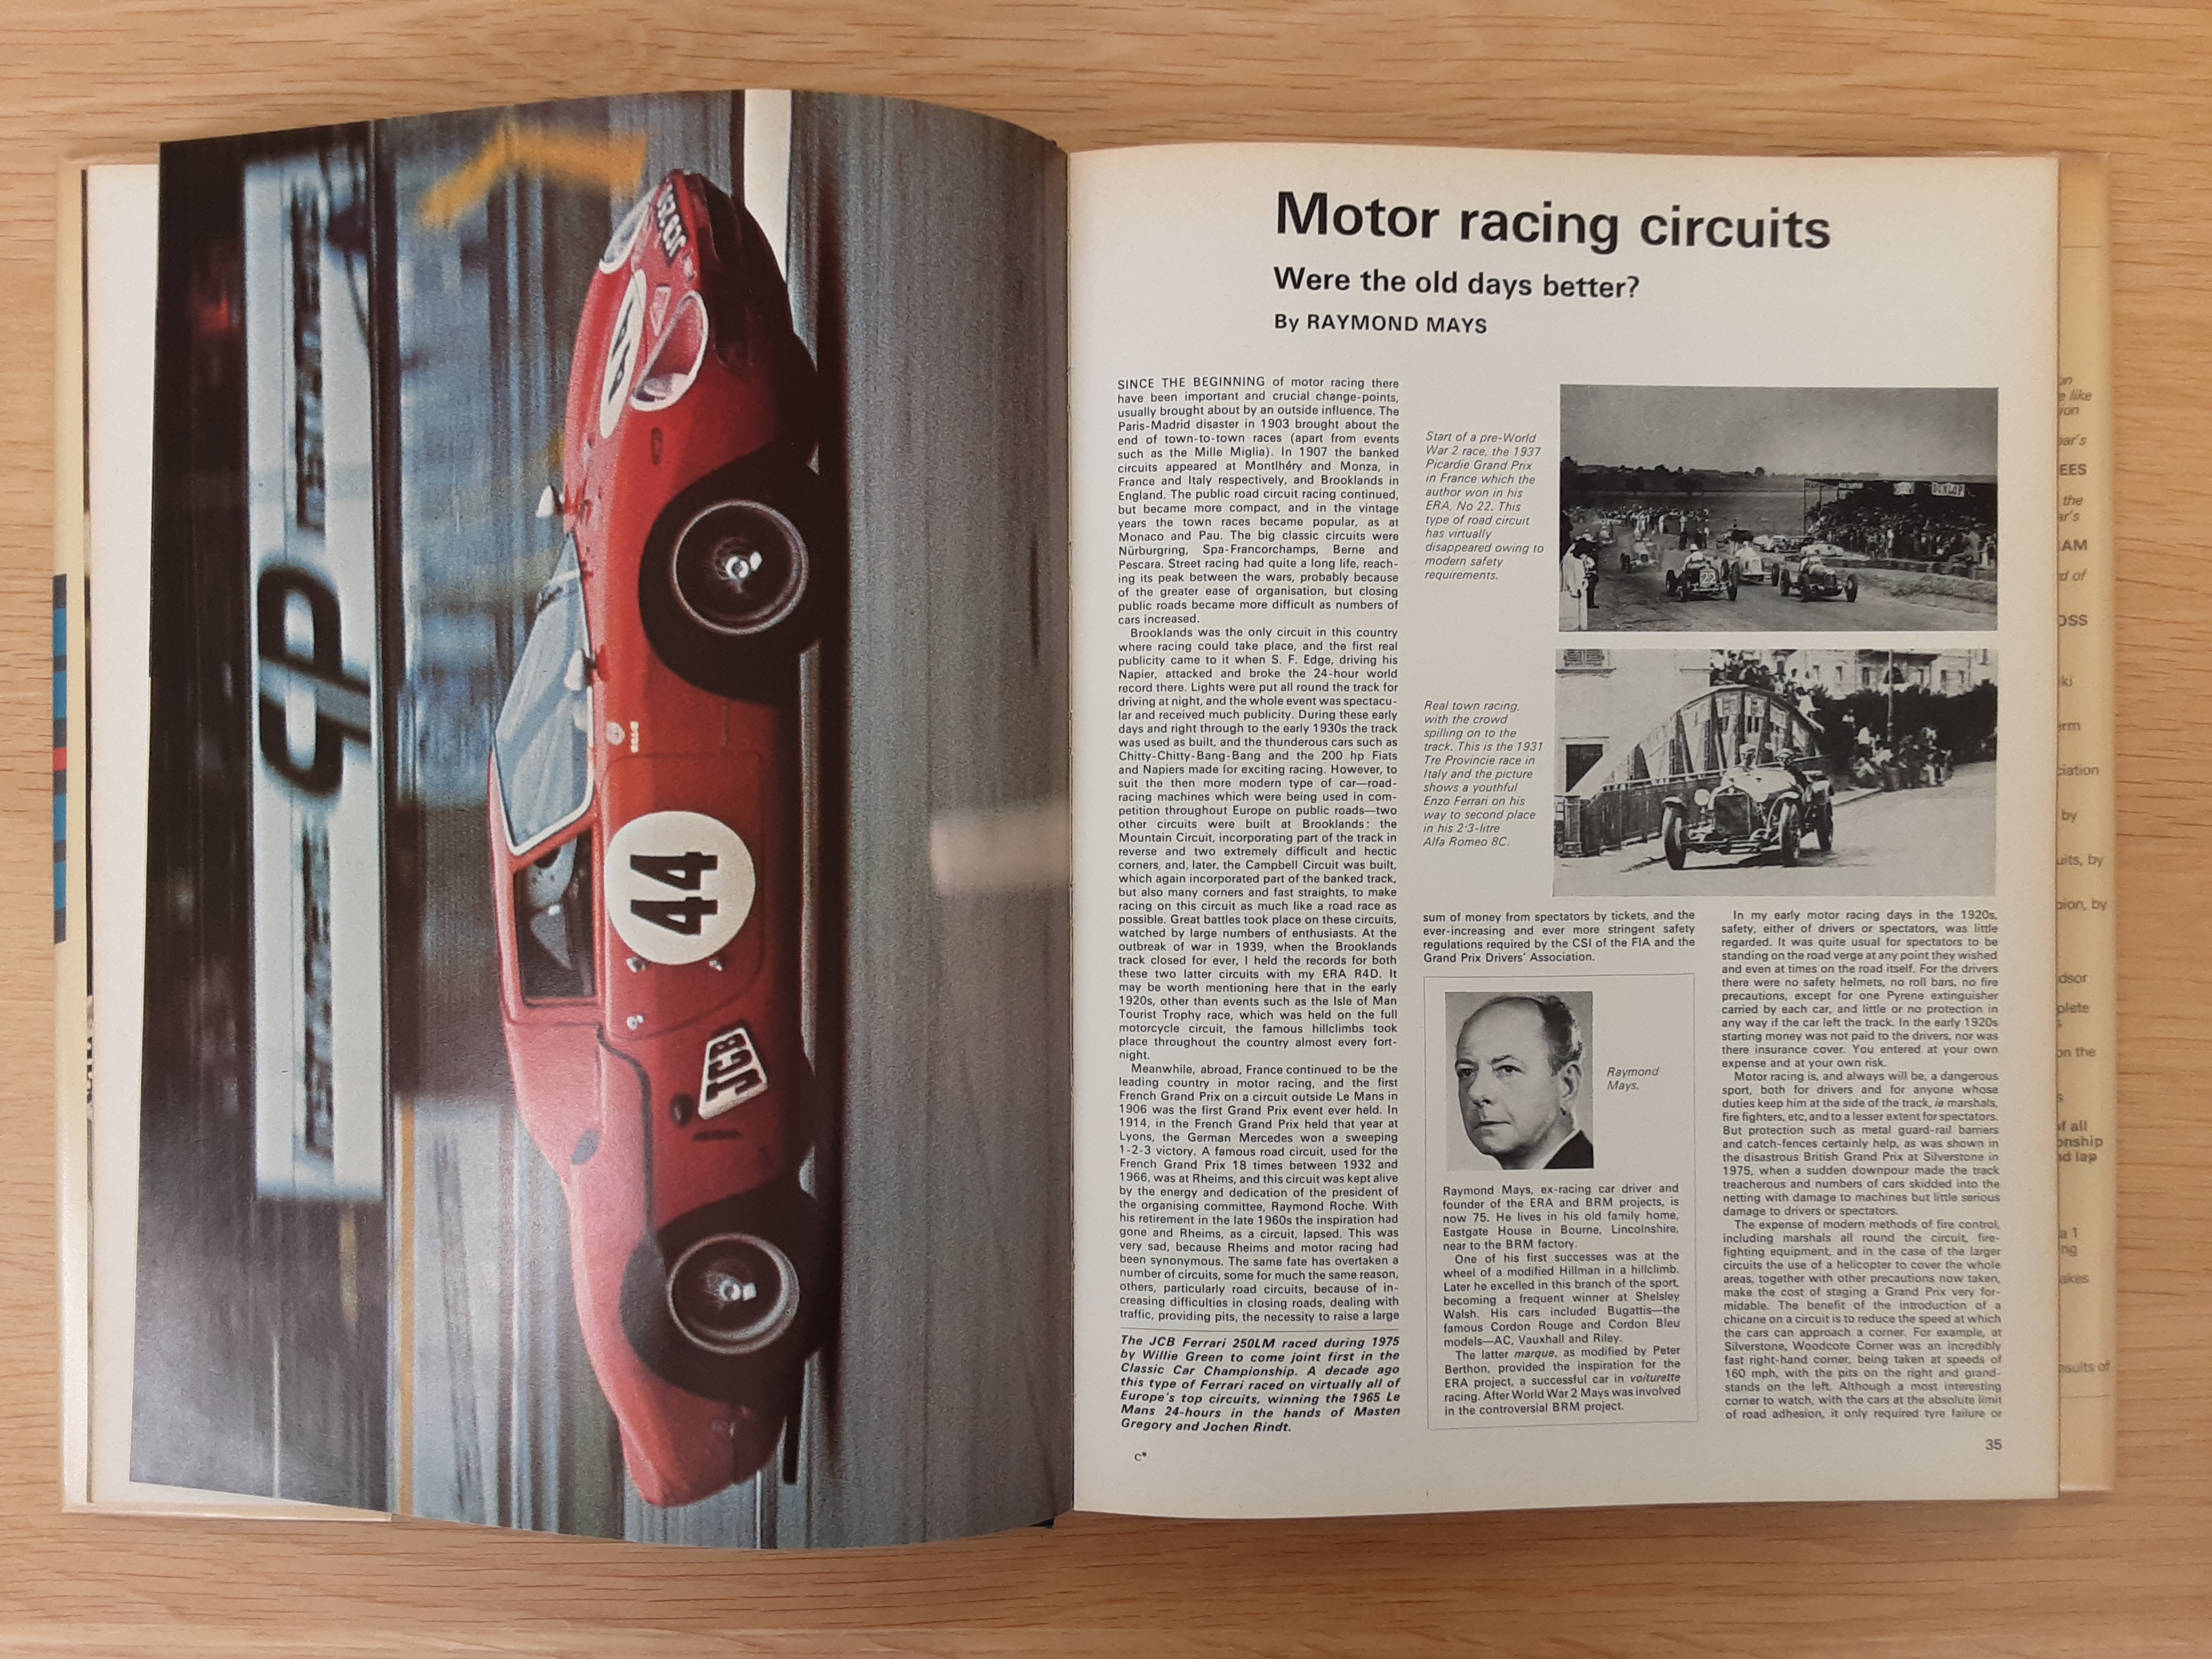 GP
44
JCB
Motor racing circuits
Were the old days better?
By RAYMOND MAYS
SINCE THE BEGINNING of motor racing there
have been important and crucial change-points,
usually brought about by an outside influence. The
Paris-Madrid disaster in 1903 brought about the
end of town-to-town races (apart from events
such as the Mille Miglia). In 1907 the banked
circuits appeared at Montlhéry and Monza, in
France and Italy respectively, and Brooklands in
England. The public road circuit racing continued,
but became more compact, and in the vintage
years the town races became popular, as at
Monaco and Pau. The big classic circuits were
Nürburgring, Spa-Francorchamps, Berne and
Pescara. Street racing had quite a long life, reach-
ing its peak between the wars, probably because
of the greater ease of organisation, but closing
public roads became more difficult as numbers of
cars increased.
Brooklands was the only circuit in this country
where racing could take place, and the first real
publicity came to it when S. F. Edge, driving his
Napier, attacked and broke the 24-hour world
record there. Lights were put all round the track for
driving at night, and the whole event was spectacu-
lar and received much publicity. During these early
days and right through to the early 1930s the track
was used as built, and the thunderous cars such as
Chitty-Chitty-Bang-Bang and the 200 hp Fiats
and Napiers made for exciting racing. However, to
suit the then more modern type of car—road-
racing machines which were being used in com-
petition throughout Europe on public roads—two
other circuits were built at Brooklands: the
Mountain Circuit, incorporating part of the track in
reverse and two extremely difficult and hectic
corners, and, later, the Campbell Circuit was built,
which again incorporated part of the banked track,
but also many corners and fast straights, to make
racing on this circuit as much like a road race as
possible. Great battles took place on these circuits,
watched by large numbers of enthusiasts. At the
outbreak of war in 1939, when the Brooklands
track closed for ever, I held the records for both
these two latter circuits with my ERA R4D. It
may be worth mentioning here that in the early
1920s, other than events such as the Isle of Man
Tourist Trophy race, which was held on the full
motorcycle circuit, the famous hillclimbs took
place throughout the country almost every fort-
night.
Meanwhile, abroad, France continued to be the
leading country in motor racing, and the first
French Grand Prix on a circuit outside Le Mans in
1906 was the first Grand Prix event ever held. In
1914, in the French Grand Prix held that year at
Lyons, the German Mercedes won a sweeping
1-2-3 victory. A famous road circuit, used for the
French Grand Prix 18 times between 1932 and
1966, was at Rheims, and this circuit was kept alive
by the energy and dedication of the president of
the organising committee, Raymond Roche. With
his retirement in the late 1960s the inspiration had
gone and Rheims, as a circuit, lapsed. This was
very sad, because Rheims and motor racing had
been synonymous. The same fate has overtaken a
number of circuits, some for much the same reason,
others, particularly road circuits, because of in-
creasing difficulties in closing roads, dealing with
traffic, providing pits, the necessity to raise a large
The JCB Ferrari 250LM raced during 1975
by Willie Green to come joint first in the
Classic Car Championship. A decade ago
this type of Ferrari raced on virtually all of
Europe's top circuits, winning the 1965 Le
Mans 24-hours in the hands of Masten
Gregory and Jochen Rindt.
C*
Start of a pre-World
War 2 race, the 1937
Picardie Grand Prix
in France which the
author won in his
ERA, No 22. This
type of road circuit
has virtually
disappeared owing to
modern safety
requirements.
DUNLOP
22
Real town racing,
with the crowd
spilling on to the
track. This is the 1931
Tre Provincie race in
Italy and the picture
shows a youthful
Enzo Ferrari on his
way to second place
in his 2·3-litre
Alfa Romeo 8C.
sum of money from spectators by tickets, and the
ever-increasing and ever more stringent safety
regulations required by the CSI of the FIA and the
Grand Prix Drivers' Association.
Raymond
Mays.
Raymond Mays, ex-racing car driver and
founder of the ERA and BRM projects, is
now 75. He lives in his old family home,
Eastgate House in Bourne, Lincolnshire,
near to the BRM factory.
One of his first successes was at the
wheel of a modified Hillman in a hillclimb.
Later he excelled in this branch of the sport,
becoming a frequent winner at Shelsley
Walsh. His cars included Bugattis—the
famous Cordon Rouge and Cordon Bleu
models—AC, Vauxhall and Riley.
The latter marque, as modified by Peter
Berthon, provided the inspiration for the
ERA project, a successful car in voiturette
racing. After World War 2 Mays was involved
in the controversial BRM project.
In my early motor racing days in the 1920s,
safety, either of drivers or spectators, was little
regarded. It was quite usual for spectators to be
standing on the road verge at any point they wished
and even at times on the road itself. For the drivers
there were no safety helmets, no roll bars, no fire
precautions, except for one Pyrene extinguisher
carried by each car, and little or no protection in
any way if the car left the track. In the early 1920s
starting money was not paid to the drivers, nor was
there insurance cover. You entered at your own
expense and at your own risk.
Motor racing is, and always will be, a dangerous
sport, both for drivers and for anyone whose
duties keep him at the side of the track, ie marshals,
fire fighters, etc, and to a lesser extent for spectators.
But protection such as metal guard-rail barriers
and catch-fences certainly help, as was shown in
the disastrous British Grand Prix at Silverstone in
1975, when a sudden downpour made the track
treacherous and numbers of cars skidded into the
netting with damage to machines but little serious
damage to drivers or spectators.
The expense of modern methods of fire control,
including marshals all round the circuit, fire-
fighting equipment, and in the case of the larger
circuits the use of a helicopter to cover the whole
areas, together with other precautions now taken,
make the cost of staging a Grand Prix very for-
midable. The benefit of the introduction of a
chicane on a circuit is to reduce the speed at which
the cars can approach a corner. For example, at
Silverstone, Woodcote Corner was an incredibly
fast right-hand corner, being taken at speeds of
160 mph, with the pits on the right and grand-
stands on the left. Although a most interesting
corner to watch, with the cars at the absolute limit
of road adhesion, it only required tyre failure or
35